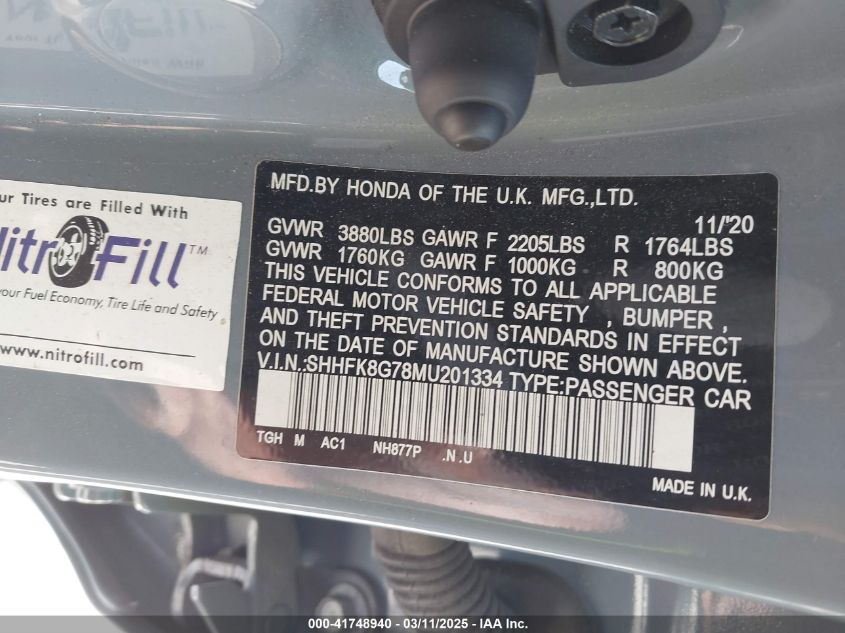 ur Tires are Filled With
NitroFill™
your Fuel Economy, Tire Life and Safety
www.nitrofill.com
MFD.BY HONDA OF THE U.K. MFG.,LTD.
11/'20
GVWR 3880LBS GAWR F 2205LBS R 1764LBS
GVWR 1760KG GAWR F 1000KG R 800KG
THIS VEHICLE CONFORMS TO ALL APPLICABLE
FEDERAL MOTOR VEHICLE SAFETY , BUMPER ,
AND THEFT PREVENTION STANDARDS IN EFFECT
ON THE DATE OF MANUFACTURE SHOWN ABOVE.
V.I.N.:SHHFK8G78MU201334 TYPE:PASSENGER CAR
TGH M AC1 NH877P .N .U
MADE IN U.K.
000-41748940 - 03/11/2025 - IAA, Inc.